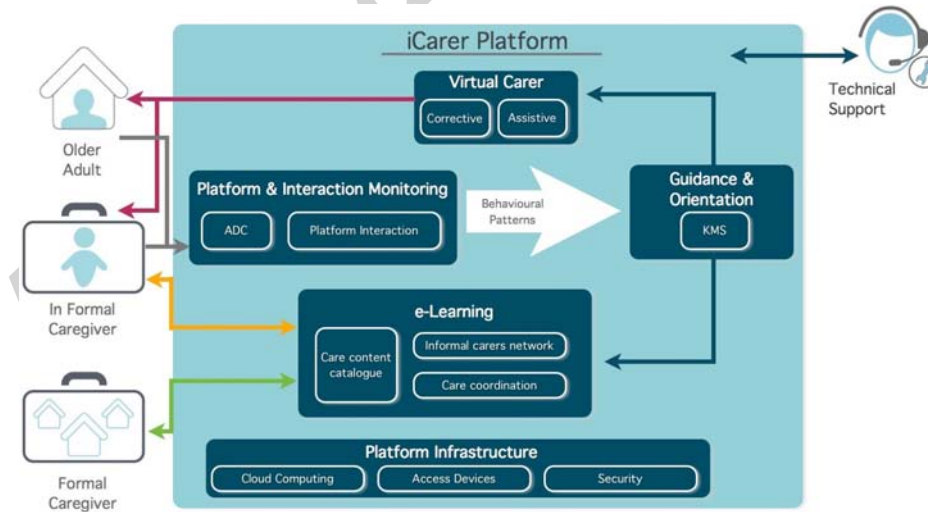 iCarer Platform
Virtual Carer
Corrective
Assistive
Technical
Support
Older
Adult
Platform & Interaction Monitoring
ADC
Platform Interaction
Behavioural
Patterns
Guidance &
Orientation
KMS
In Formal
Caregiver
e-Learning
Care content
catalogue
Informal carers network
Care coordination
Formal
Caregiver
Platform Infrastructure
Cloud Computing
Access Devices
Security